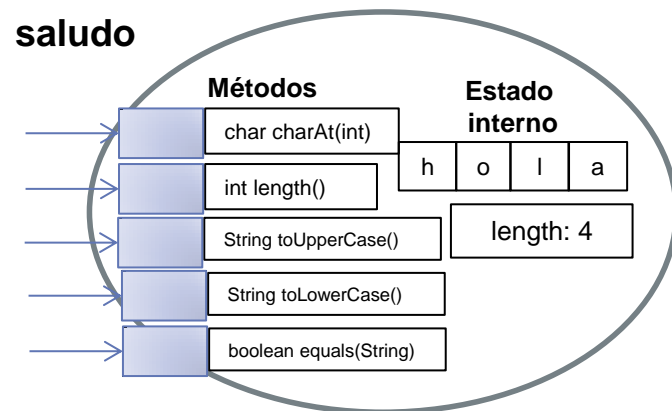 saludo
Métodos
Estado
interno
char charAt(int)
h o l a
int length()
length: 4
String toUpperCase()
String toLowerCase()
boolean equals(String)